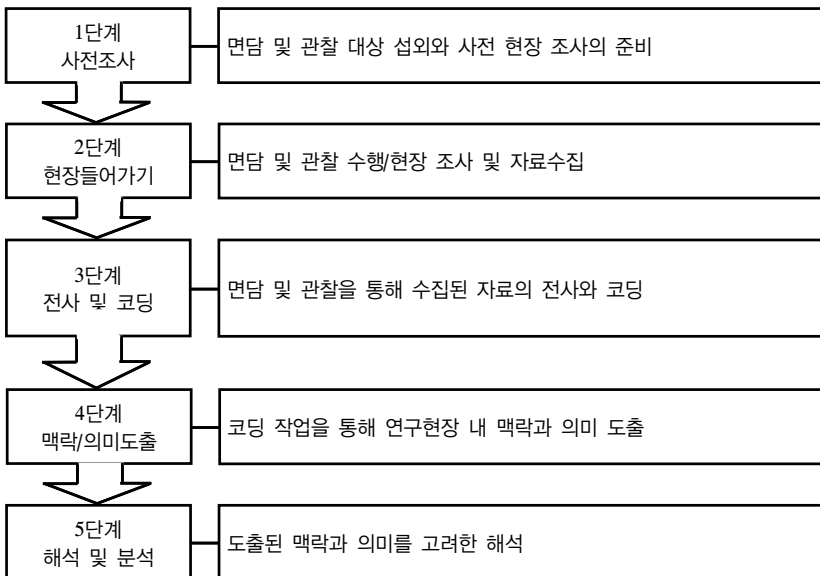 1단계
사전조사
면담 및 관찰 대상 섭외와 사전 현장 조사의 준비
2단계
현장들어가기
면담 및 관찰 수행/현장 조사 및 자료수집
3단계
전사 및 코딩
면담 및 관찰을 통해 수집된 자료의 전사와 코딩
4단계
맥락/의미도출
코딩 작업을 통해 연구현장 내 맥락과 의미 도출
5단계
해석 및 분석
도출된 맥락과 의미를 고려한 해석